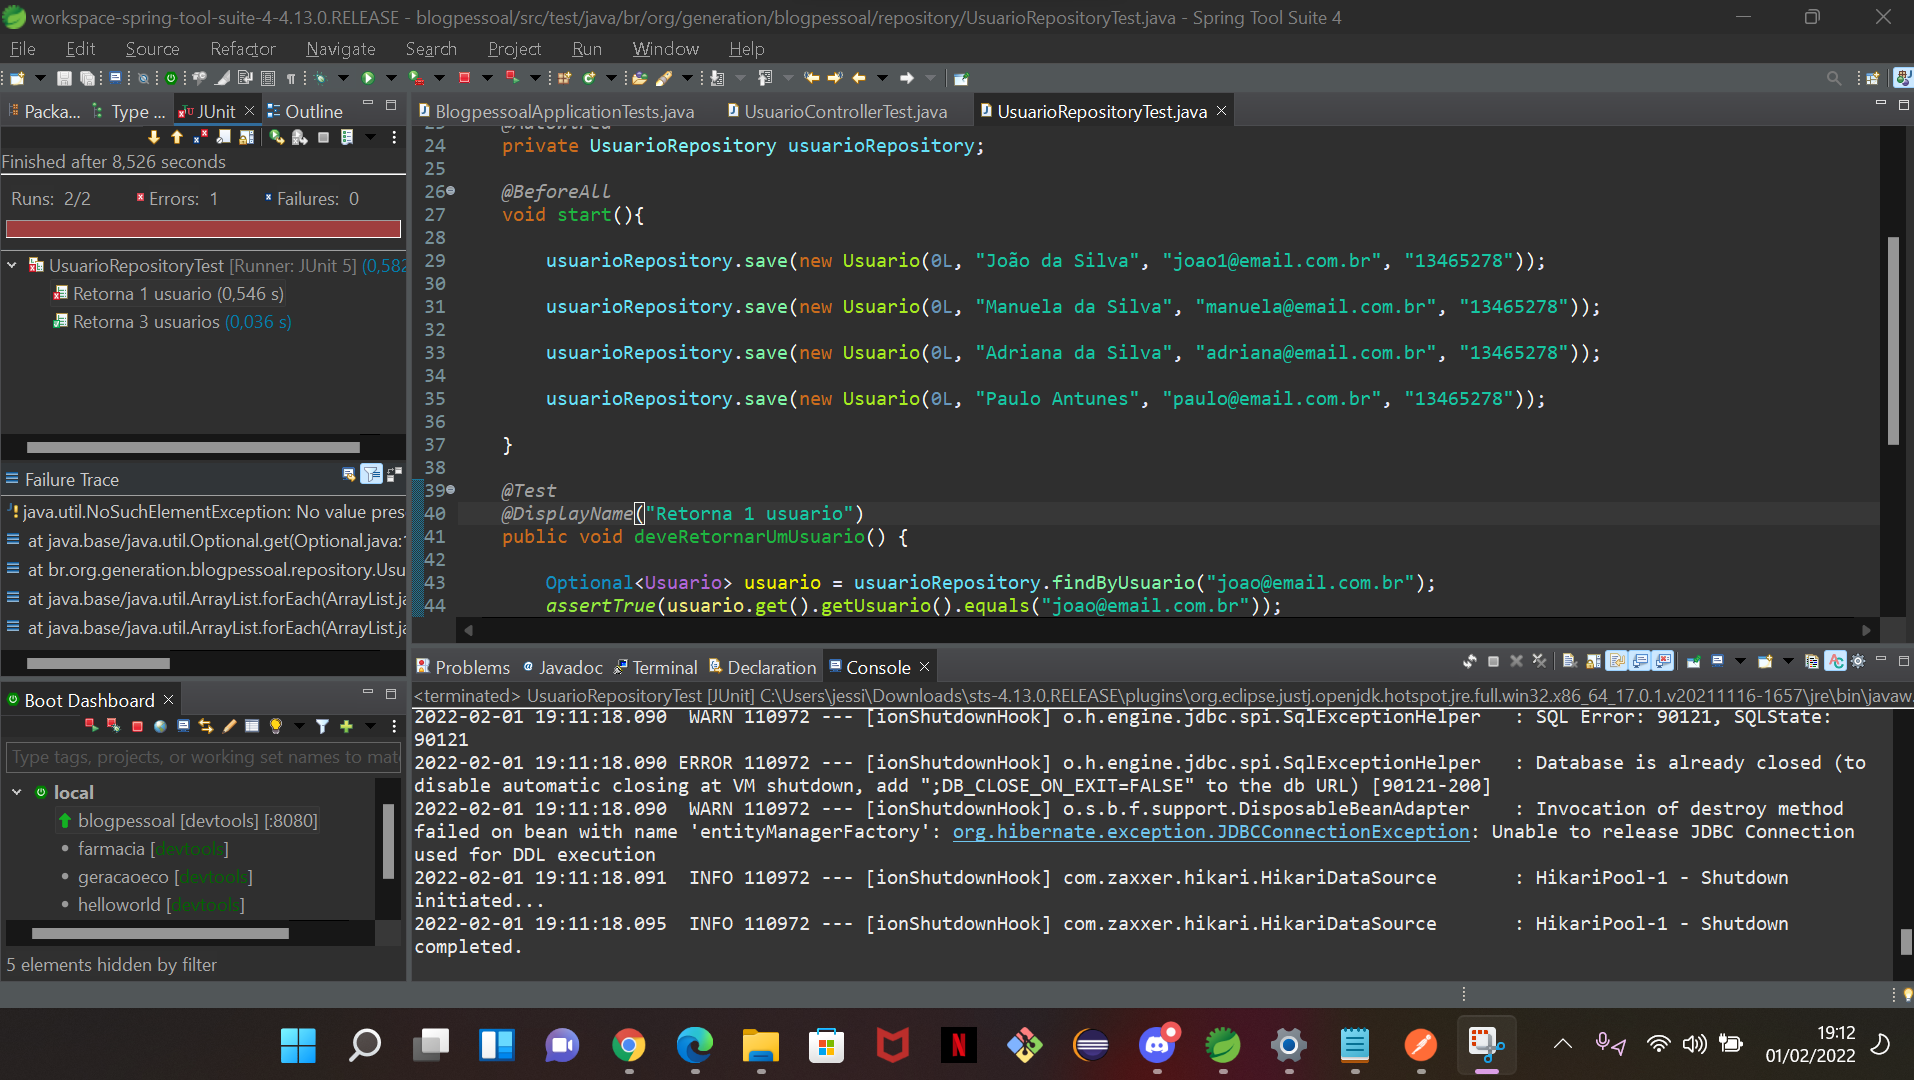 workspace-spring-tool-suite-4-4.13.0.RELEASE - blogpessoal/src/test/java/br/org/generation/blogpessoal/repository/UsuarioRepositoryTest.java - Spring Tool Suite 4
File Edit Source Refactor Navigate Search Project Run Window Help
Packa... Type ... JUnit Outline
BlogpessoalApplicationTests.java UsuarioControllerTest.java UsuarioRepositoryTest.java
Finished after 8,526 seconds
Runs: 2/2 Errors: 1 Failures: 0
UsuarioRepositoryTest [Runner: JUnit 5] (0,582
Retorna 1 usuario (0,546 s)
Retorna 3 usuarios (0,036 s)
Failure Trace
java.util.NoSuchElementException: No value pres
at java.base/java.util.Optional.get(Optional.java:1
at br.org.generation.blogpessoal.repository.Usu
at java.base/java.util.ArrayList.forEach(ArrayList.ja
at java.base/java.util.ArrayList.forEach(ArrayList.ja
23 @Autowired
24 private UsuarioRepository usuarioRepository;
25
26 @BeforeAll
27 void start(){
28
29 usuarioRepository.save(new Usuario(0L, "João da Silva", "joao1@email.com.br", "13465278"));
30
31 usuarioRepository.save(new Usuario(0L, "Manuela da Silva", "manuela@email.com.br", "13465278"));
32
33 usuarioRepository.save(new Usuario(0L, "Adriana da Silva", "adriana@email.com.br", "13465278"));
34
35 usuarioRepository.save(new Usuario(0L, "Paulo Antunes", "paulo@email.com.br", "13465278"));
36
37 }
38
39 @Test
40 @DisplayName("Retorna 1 usuario")
41 public void deveRetornarUmUsuario() {
42
43 Optional<Usuario> usuario = usuarioRepository.findByUsuario("joao@email.com.br");
44 assertTrue(usuario.get().getUsuario().equals("joao@email.com.br"));
Boot Dashboard
Type tags, projects, or working set names to mat
local
blogpessoal [devtools] [:8080]
farmacia [devtools]
geracaoeco [devtools]
helloworld [devtools]
5 elements hidden by filter
Problems Javadoc Terminal Declaration Console
<terminated> UsuarioRepositoryTest [JUnit] C:\Users\jessi\Downloads\sts-4.13.0.RELEASE\plugins\org.eclipse.justj.openjdk.hotspot.jre.full.win32.x86_64_17.0.1.v20211116-1657\jre\bin\javaw.
2022-02-01 19:11:18.090 WARN 110972 --- [ionShutdownHook] o.h.engine.jdbc.spi.SqlExceptionHelper : SQL Error: 90121, SQLState:
90121
2022-02-01 19:11:18.090 ERROR 110972 --- [ionShutdownHook] o.h.engine.jdbc.spi.SqlExceptionHelper : Database is already closed (to
disable automatic closing at VM shutdown, add ";DB_CLOSE_ON_EXIT=FALSE" to the db URL) [90121-200]
2022-02-01 19:11:18.090 WARN 110972 --- [ionShutdownHook] o.s.b.f.support.DisposableBeanAdapter : Invocation of destroy method
failed on bean with name 'entityManagerFactory': org.hibernate.exception.JDBCConnectionException: Unable to release JDBC Connection
used for DDL execution
2022-02-01 19:11:18.091 INFO 110972 --- [ionShutdownHook] com.zaxxer.hikari.HikariDataSource : HikariPool-1 - Shutdown
initiated...
2022-02-01 19:11:18.095 INFO 110972 --- [ionShutdownHook] com.zaxxer.hikari.HikariDataSource : HikariPool-1 - Shutdown
completed.
19:12
01/02/2022